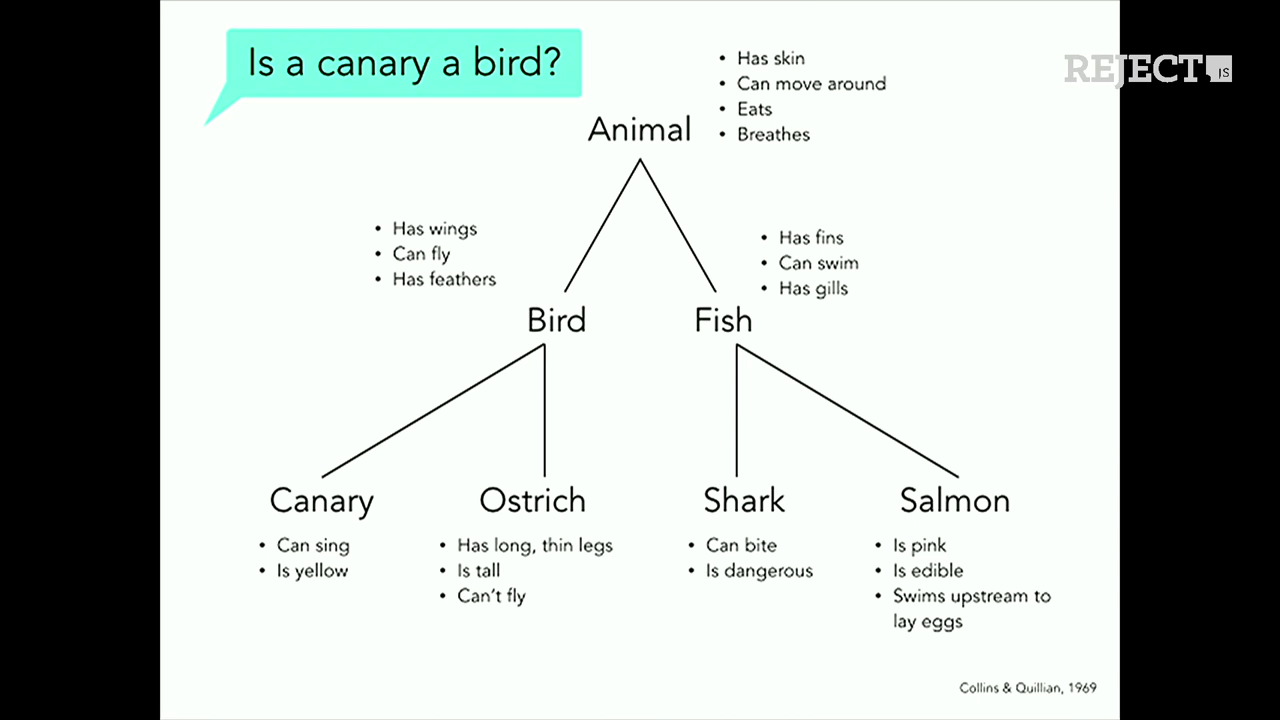 Is a canary a bird?
REJECT JS
• Has skin
• Can move around
• Eats
• Breathes
Animal
• Has wings
• Can fly
• Has feathers
• Has fins
• Can swim
• Has gills
Bird
Fish
Canary
• Can sing
• Is yellow
Ostrich
• Has long, thin legs
• Is tall
• Can't fly
Shark
• Can bite
• Is dangerous
Salmon
• Is pink
• Is edible
• Swims upstream to
lay eggs
Collins & Quillian, 1969